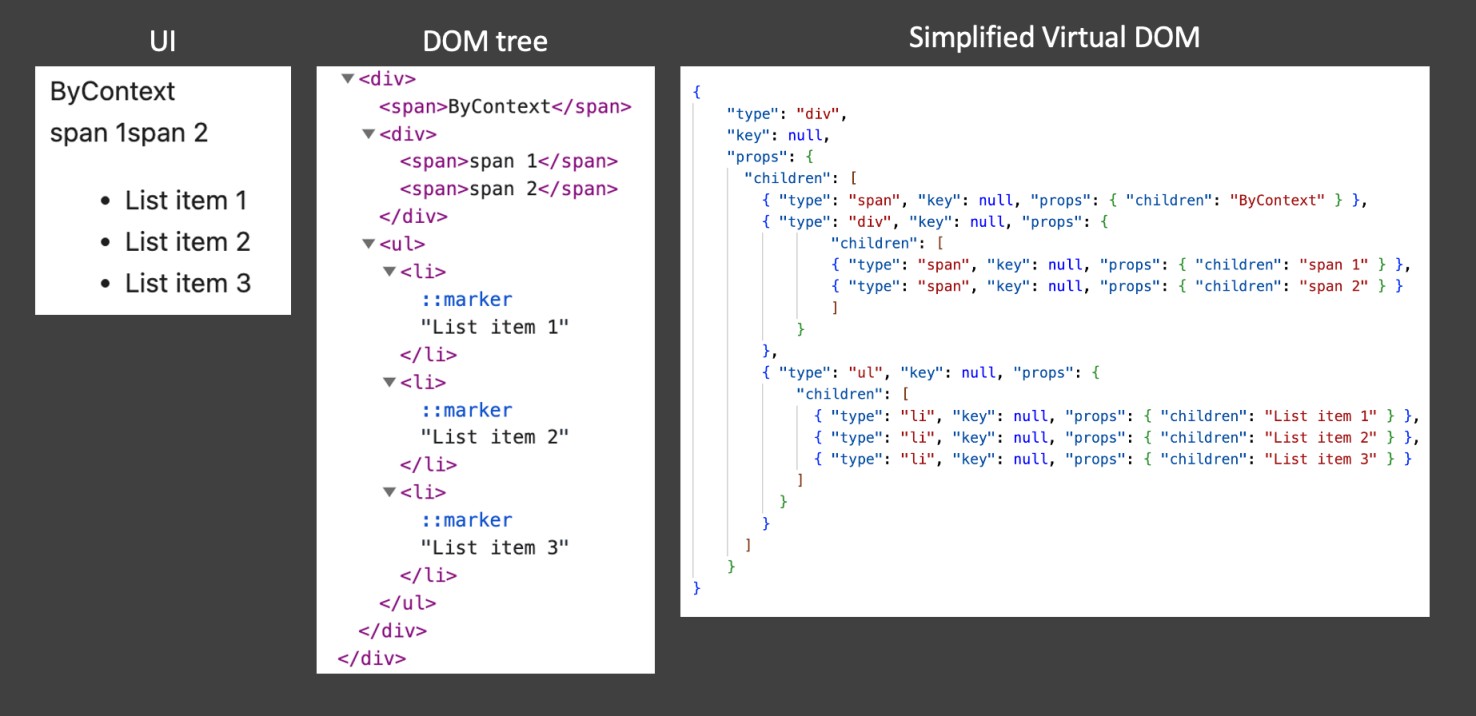 UI
ByContext
span 1span 2
• List item 1
• List item 2
• List item 3
DOM tree
▼<div>
<span>ByContext</span>
▼<div>
<span>span 1</span>
<span>span 2</span>
</div>
▼<ul>
▼<li>
::marker
"List item 1"
</li>
▼<li>
::marker
"List item 2"
</li>
▼<li>
::marker
"List item 3"
</li>
</ul>
</div>
</div>
Simplified Virtual DOM
{
"type": "div",
"key": null,
"props": {
"children": [
{ "type": "span", "key": null, "props": { "children": "ByContext" } },
{ "type": "div", "key": null, "props": {
"children": [
{ "type": "span", "key": null, "props": { "children": "span 1" } },
{ "type": "span", "key": null, "props": { "children": "span 2" } }
]
}
},
{ "type": "ul", "key": null, "props": {
"children": [
{ "type": "li", "key": null, "props": { "children": "List item 1" } },
{ "type": "li", "key": null, "props": { "children": "List item 2" } },
{ "type": "li", "key": null, "props": { "children": "List item 3" } }
]
}
}
]
}
}